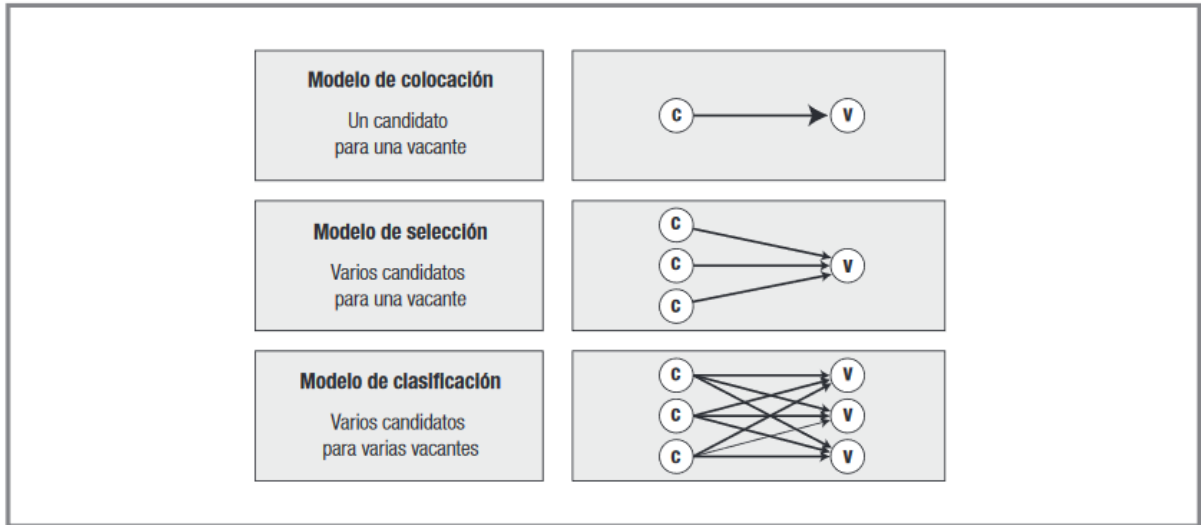 Modelo de colocación
Un candidato
para una vacante
C
V
Modelo de selección
Varios candidatos
para una vacante
C
C
C
V
Modelo de clasificación
Varios candidatos
para varias vacantes
C
V
C
V
C
V